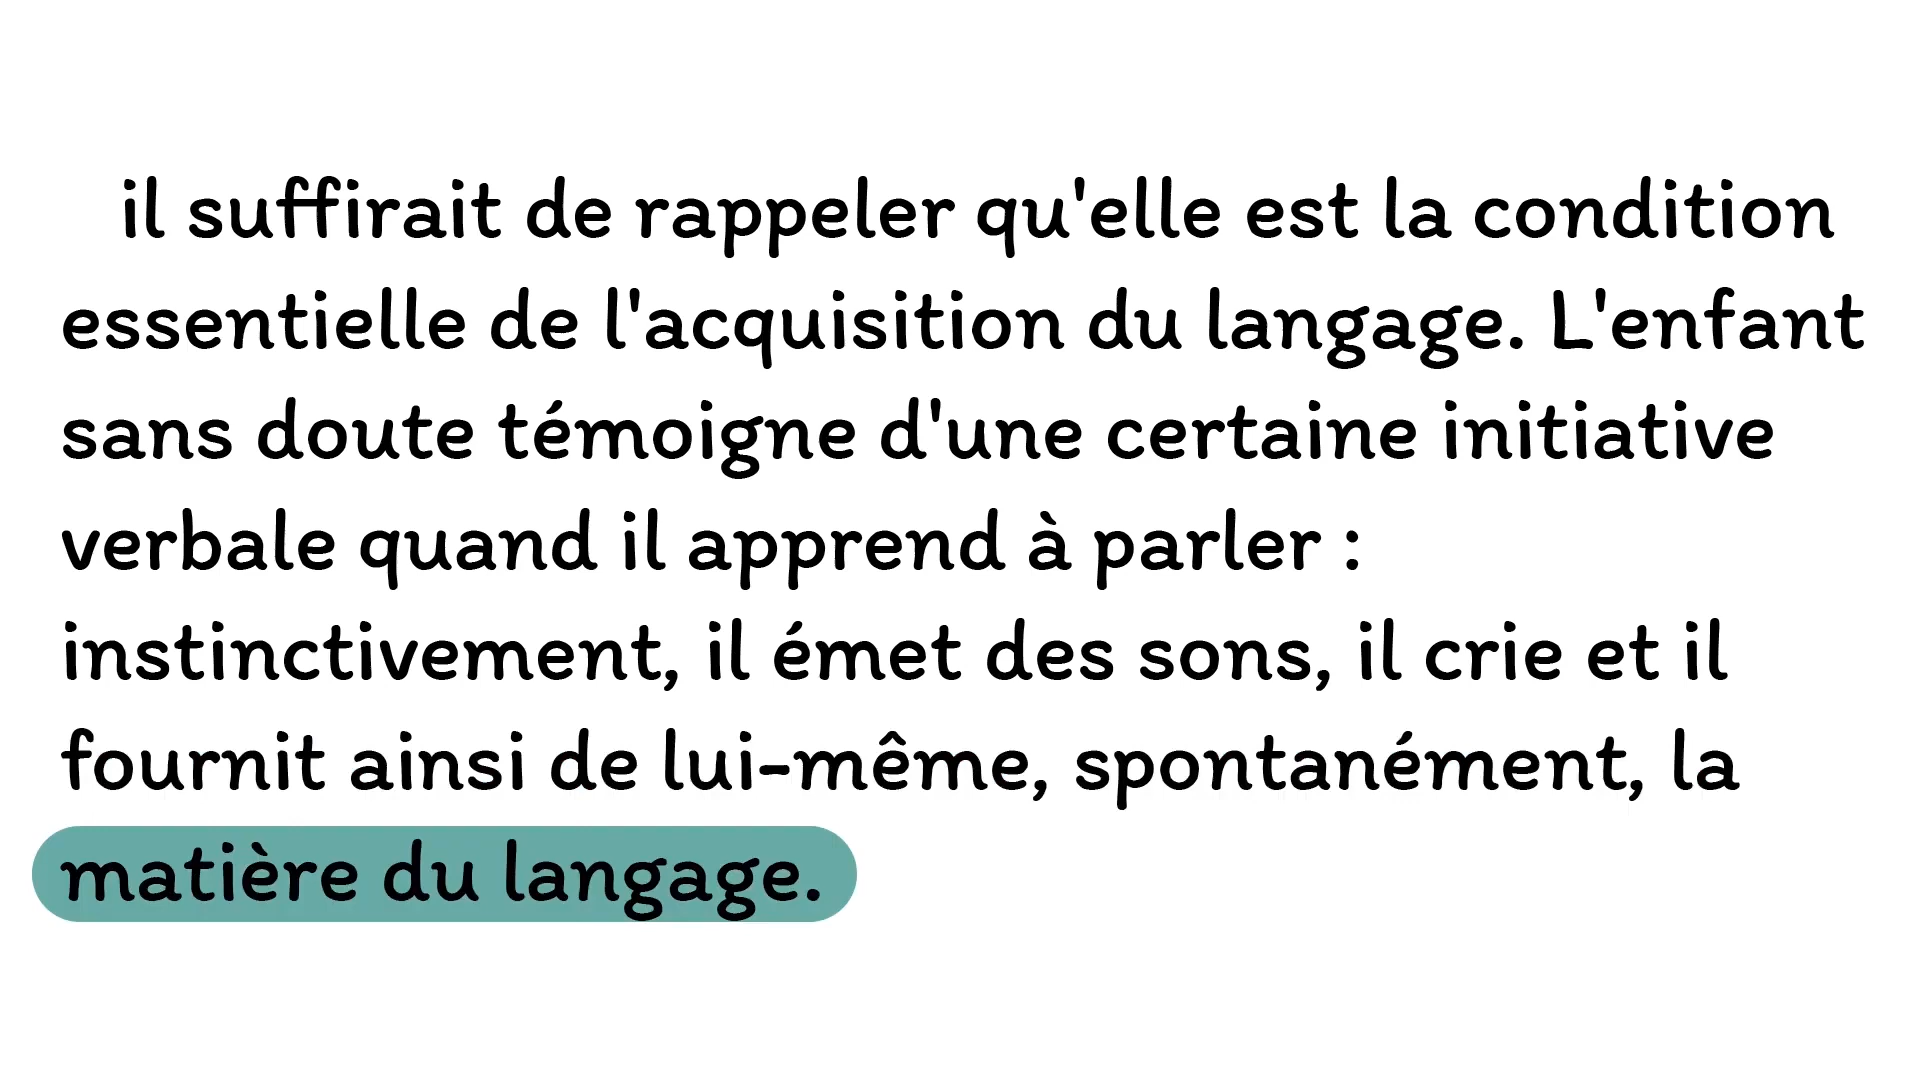 il suffirait de rappeler qu'elle est la condition
essentielle de l'acquisition du langage. L'enfant
sans doute témoigne d'une certaine initiative
verbale quand il apprend à parler :
instinctivement, il émet des sons, il crie et il
fournit ainsi de lui-même, spontanément, la
matière du langage.